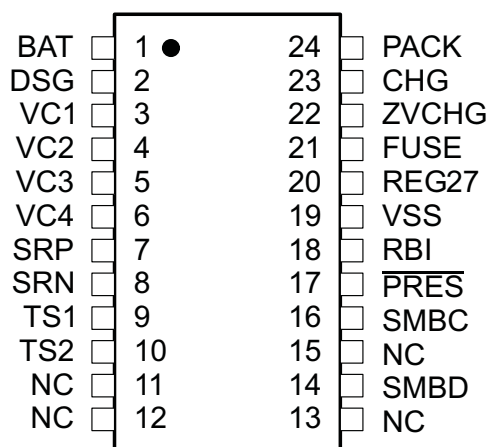 BAT 1 24 PACK
DSG 2 23 CHG
VC1 3 22 ZVCHG
VC2 4 21 FUSE
VC3 5 20 REG27
VC4 6 19 VSS
SRP 7 18 RBI
SRN 8 17 PRES
TS1 9 16 SMBC
TS2 10 15 NC
NC 11 14 SMBD
NC 12 13 NC